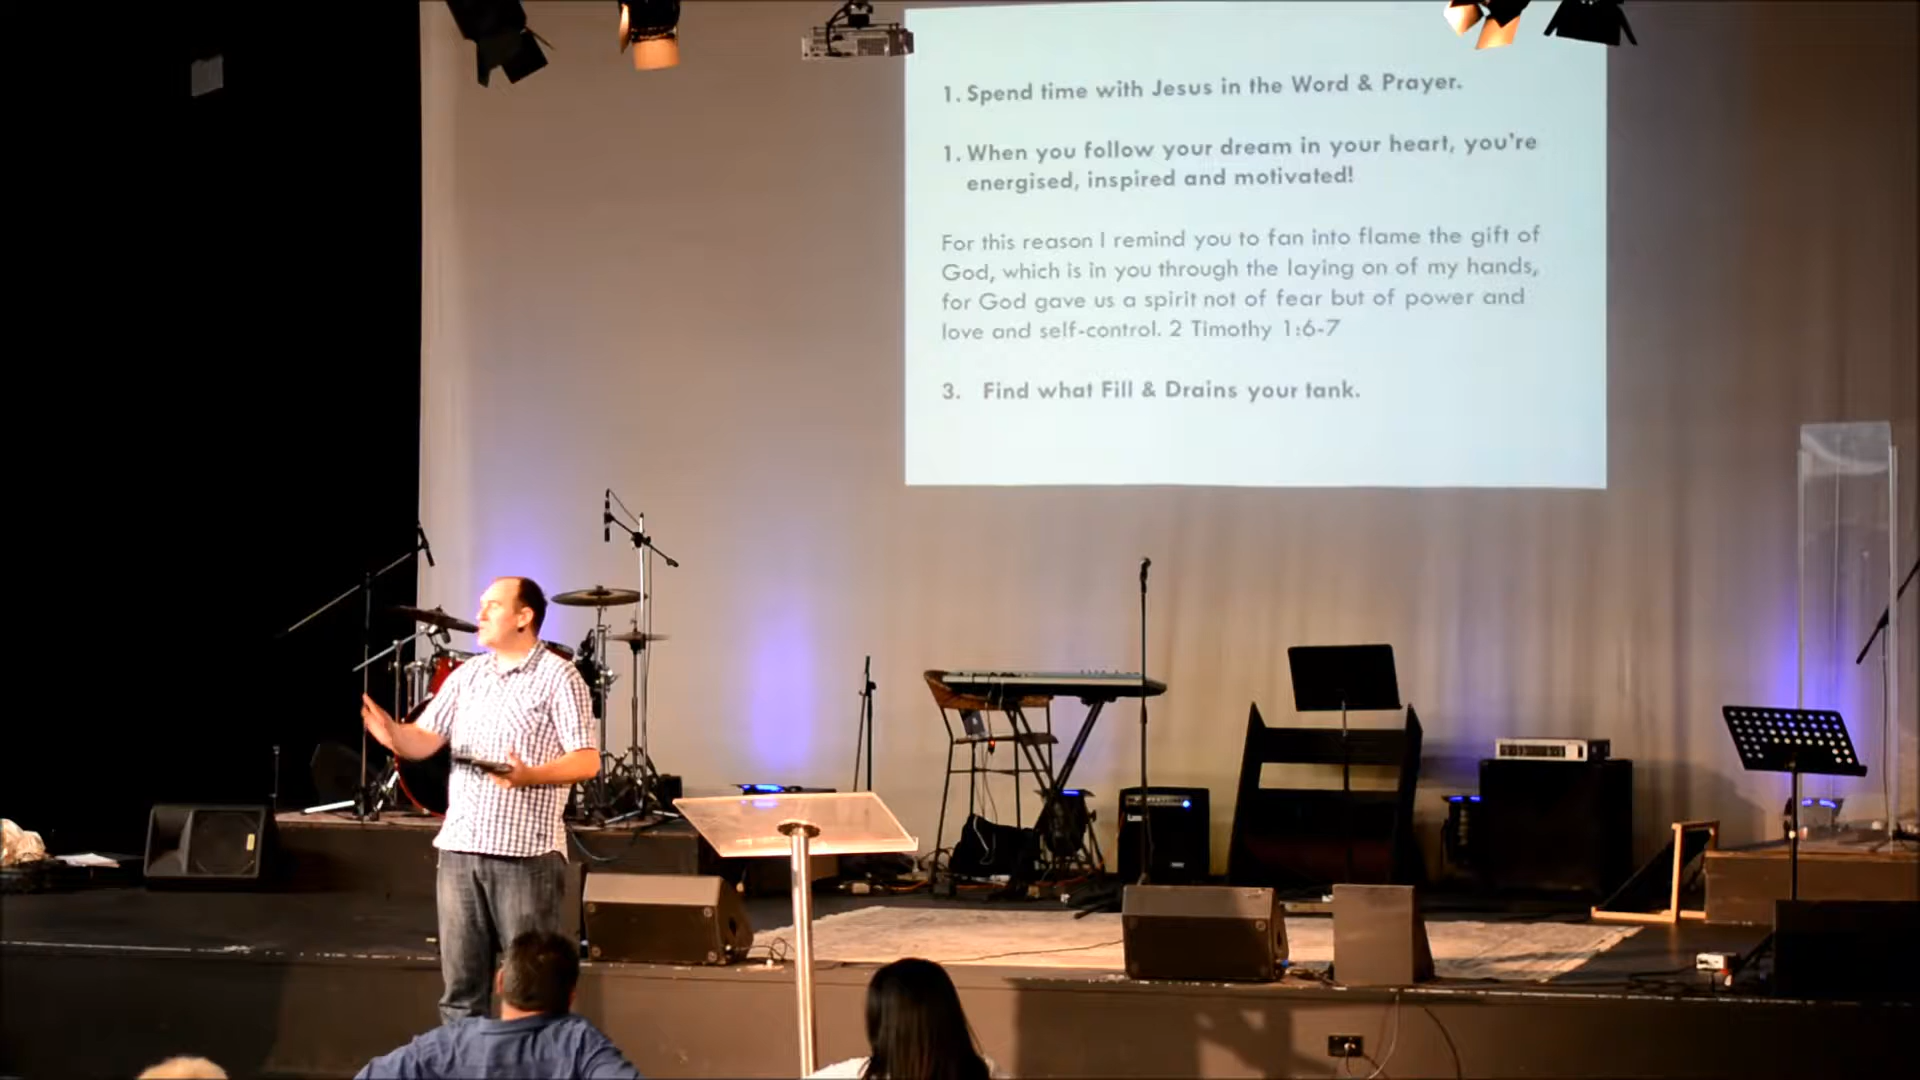 1. Spend time with Jesus in the Word & Prayer.
1. When you follow your dream in your heart, you're
energised, inspired and motivated!
For this reason I remind you to fan into flame the gift of
God, which is in you through the laying on of my hands,
for God gave us a spirit not of fear but of power and
love and self-control. 2 Timothy 1:6-7
3. Find what Fill & Drains your tank.